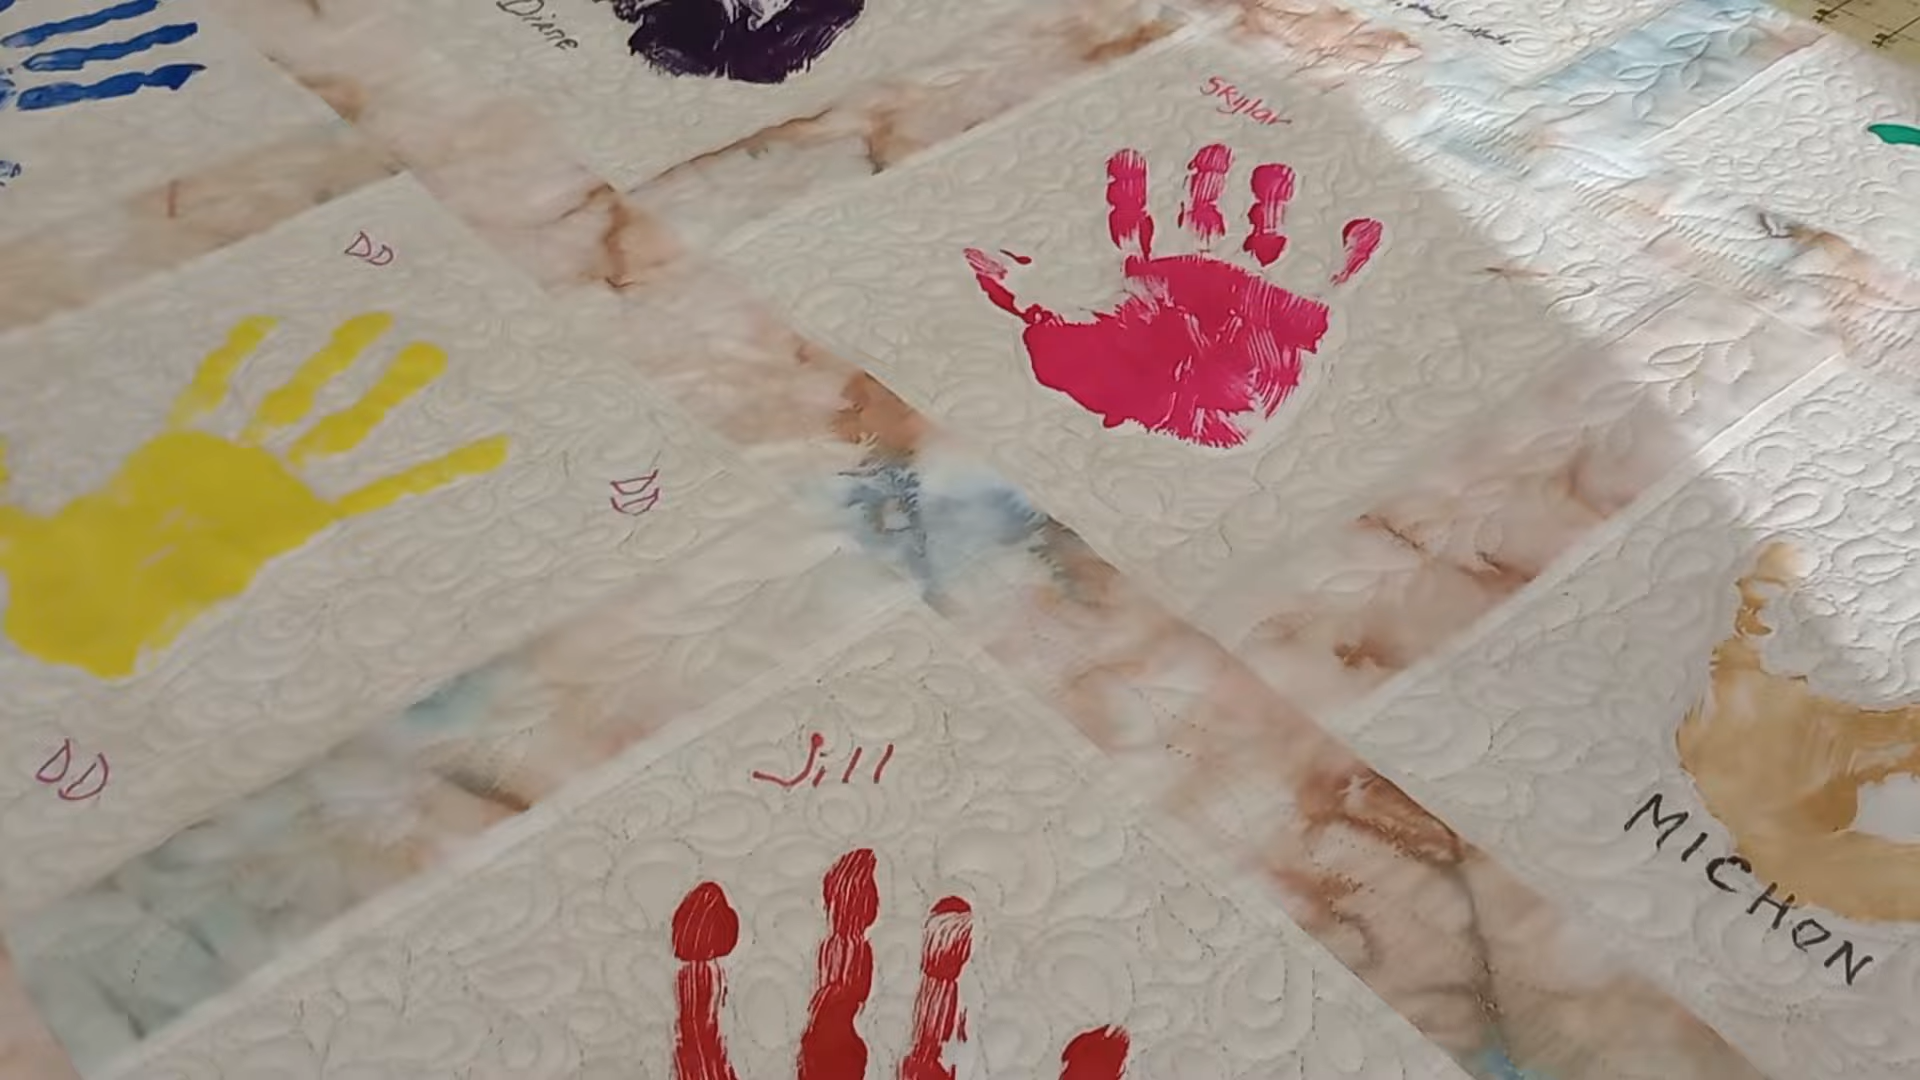 Diane
Skylar
DD
DD
DD
Jill
MICHON